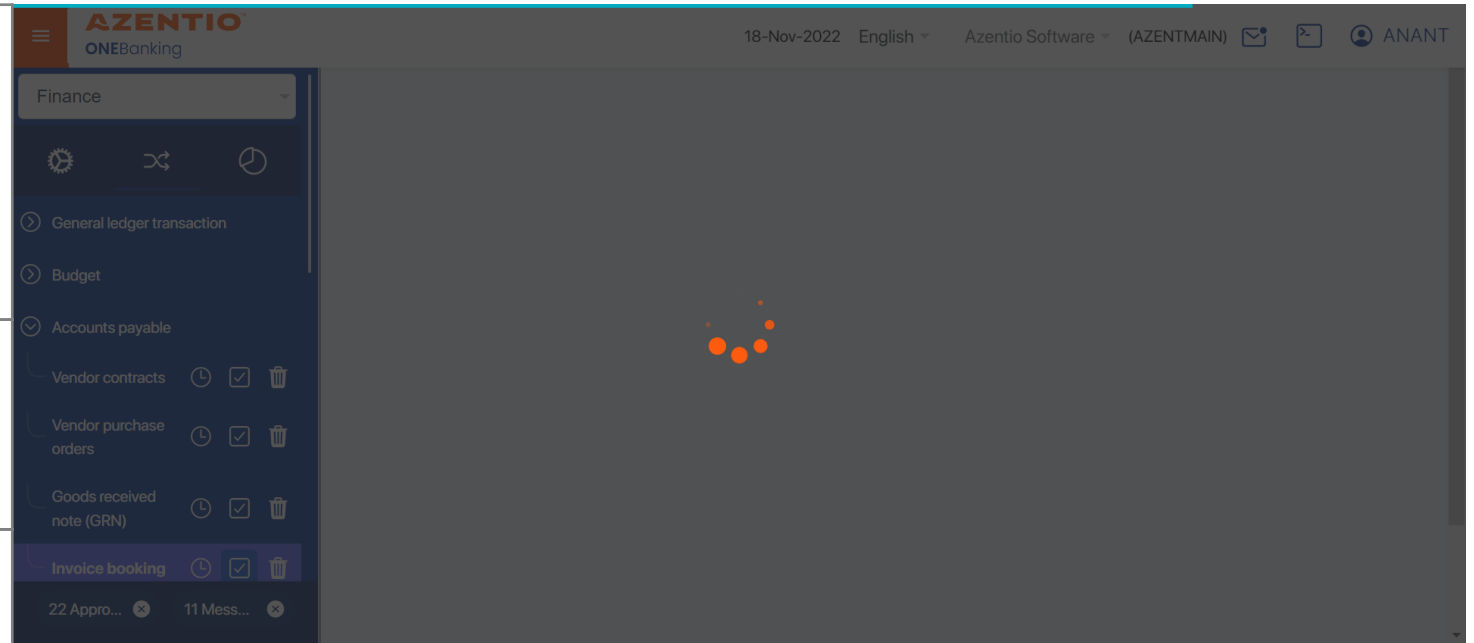 AZENTIO
ONEBanking
18-Nov-2022 English Azentio Software (AZENTMAIN) ANANT
Finance
General ledger transaction
Budget
Accounts payable
Vendor contracts
Vendor purchase
orders
Goods received
note (GRN)
Invoice booking
22 Appro... 11 Mess...